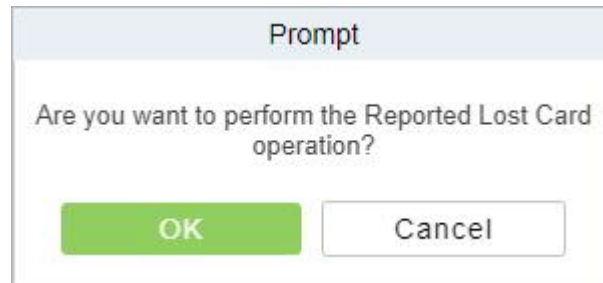 Prompt
Are you want to perform the Reported Lost Card
operation?
OK
Cancel